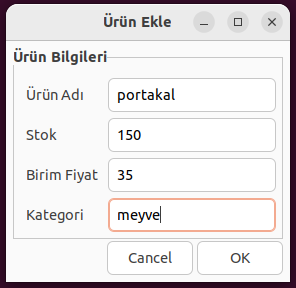 Ürün Ekle
Ürün Bilgileri
Ürün Adı portakal
Stok 150
Birim Fiyat 35
Kategori meyve
Cancel OK